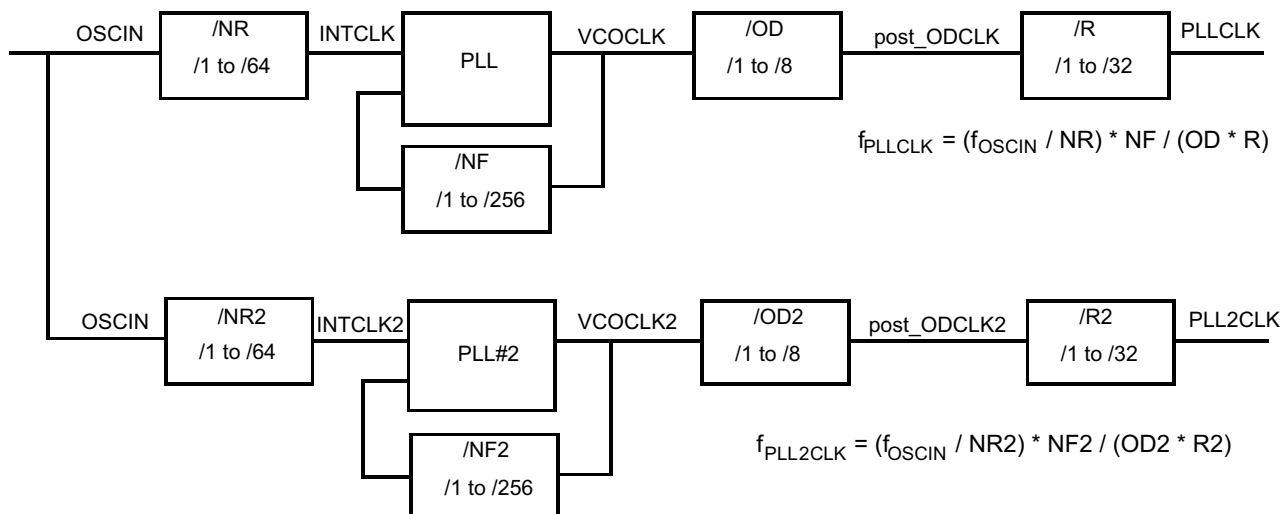 OSCIN
/NR
/1 to /64
INTCLK
PLL
VCOCLK
/OD
/1 to /8
post_ODCLK
/R
/1 to /32
PLLCLK
/NF
/1 to /256
fPLLCLK = (fOSCIN / NR) * NF / (OD * R)
OSCIN
/NR2
/1 to /64
INTCLK2
PLL#2
VCOCLK2
/OD2
/1 to /8
post_ODCLK2
/R2
/1 to /32
PLL2CLK
/NF2
/1 to /256
fPLL2CLK = (fOSCIN / NR2) * NF2 / (OD2 * R2)